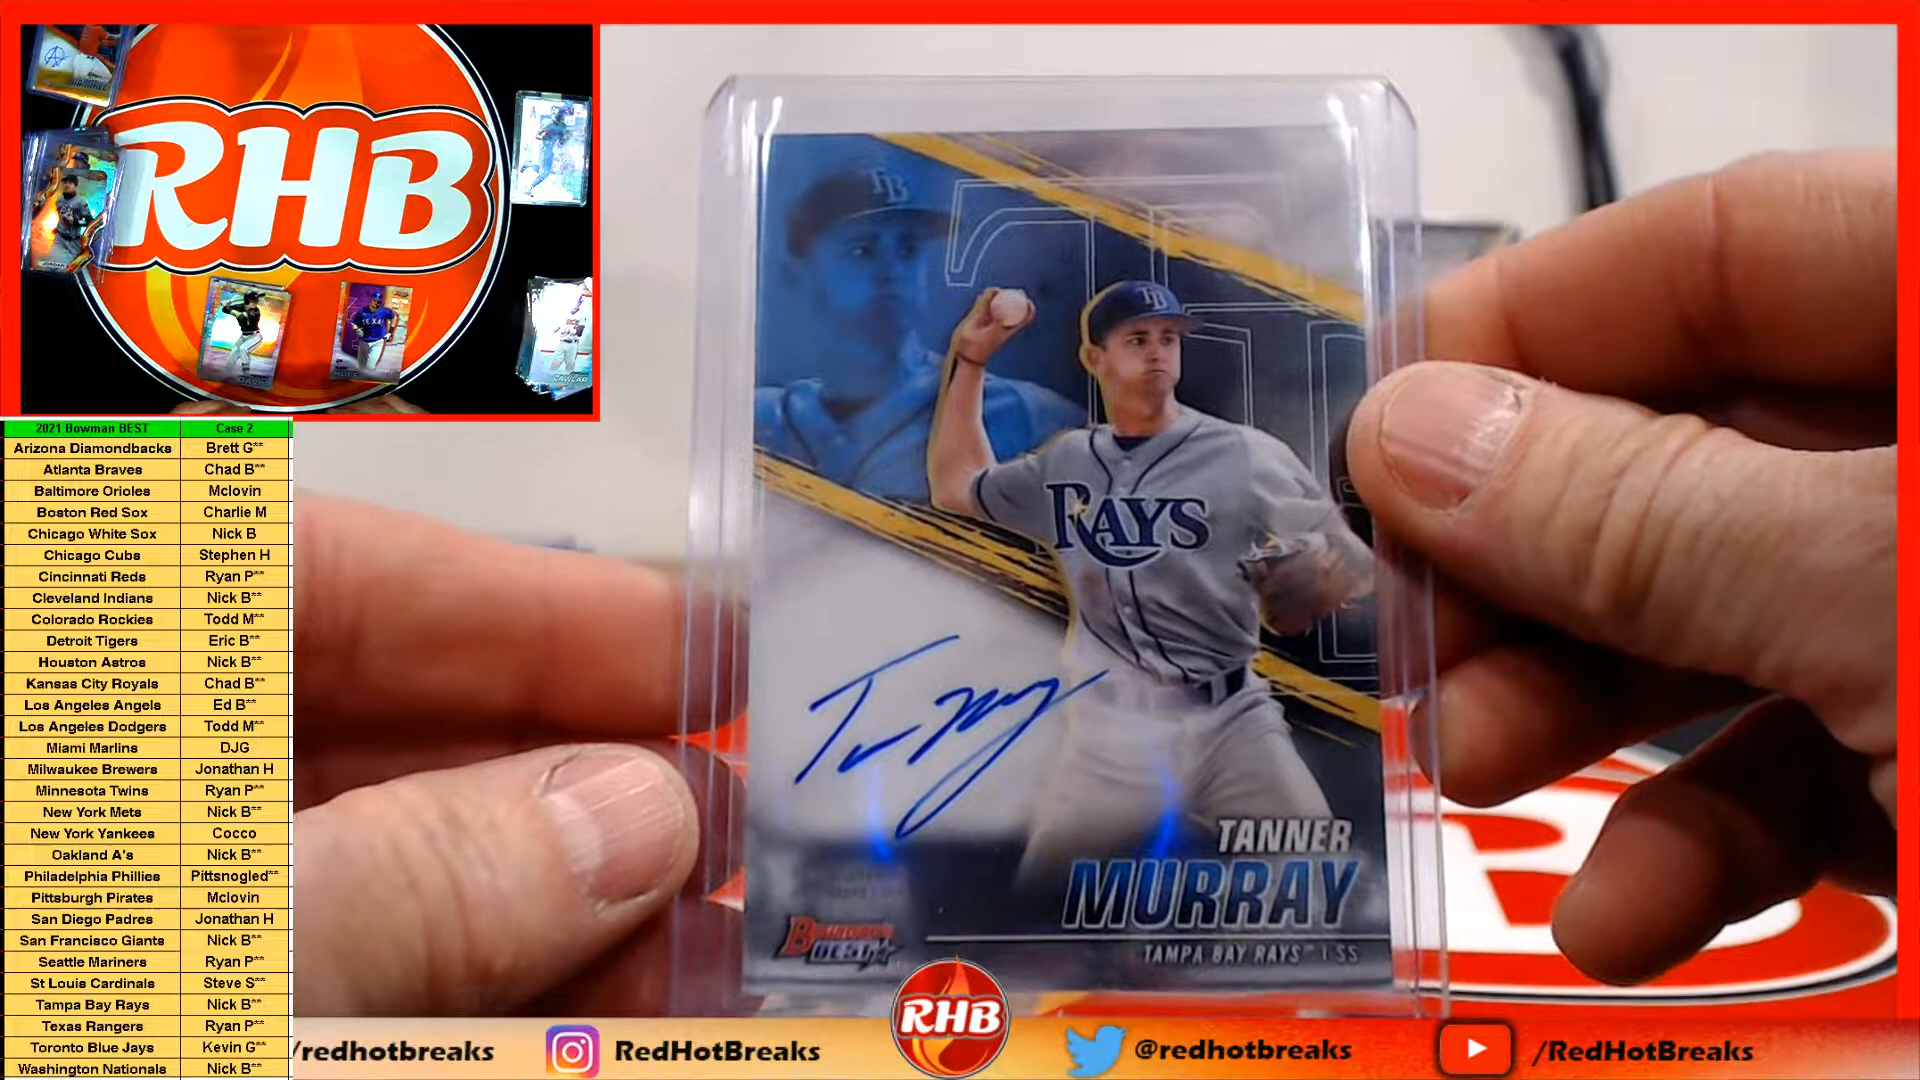 RHB
TEXAS
2021 Bowman BEST Case 2
Arizona Diamondbacks Brett G**
Atlanta Braves Chad B**
Baltimore Orioles Mclovin
Boston Red Sox Charlie M
Chicago White Sox Nick B
Chicago Cubs Stephen H
Cincinnati Reds Ryan P**
Cleveland Indians Nick B**
Colorado Rockies Todd M**
Detroit Tigers Eric B**
Houston Astros Nick B**
Kansas City Royals Chad B**
Los Angeles Angels Ed B**
Los Angeles Dodgers Todd M**
Miami Marlins DJG
Milwaukee Brewers Jonathan H
Minnesota Twins Ryan P**
New York Mets Nick B**
New York Yankees Cocco
Oakland A's Nick B**
Philadelphia Phillies Pittsnogled**
Pittsburgh Pirates Mclovin
San Diego Padres Jonathan H
San Francisco Giants Nick B**
Seattle Mariners Ryan P**
St Louis Cardinals Steve S**
Tampa Bay Rays Nick B**
Texas Rangers Ryan P**
Toronto Blue Jays Kevin G**
Washington Nationals Nick B**
TB
TB
RAYS
TANNER
MURRAY
TAMPA BAY RAYS™ | SS
BOWMAN'S
BEST
RHB
/redhotbreaks
RedHotBreaks
@redhotbreaks
/RedHotBreaks